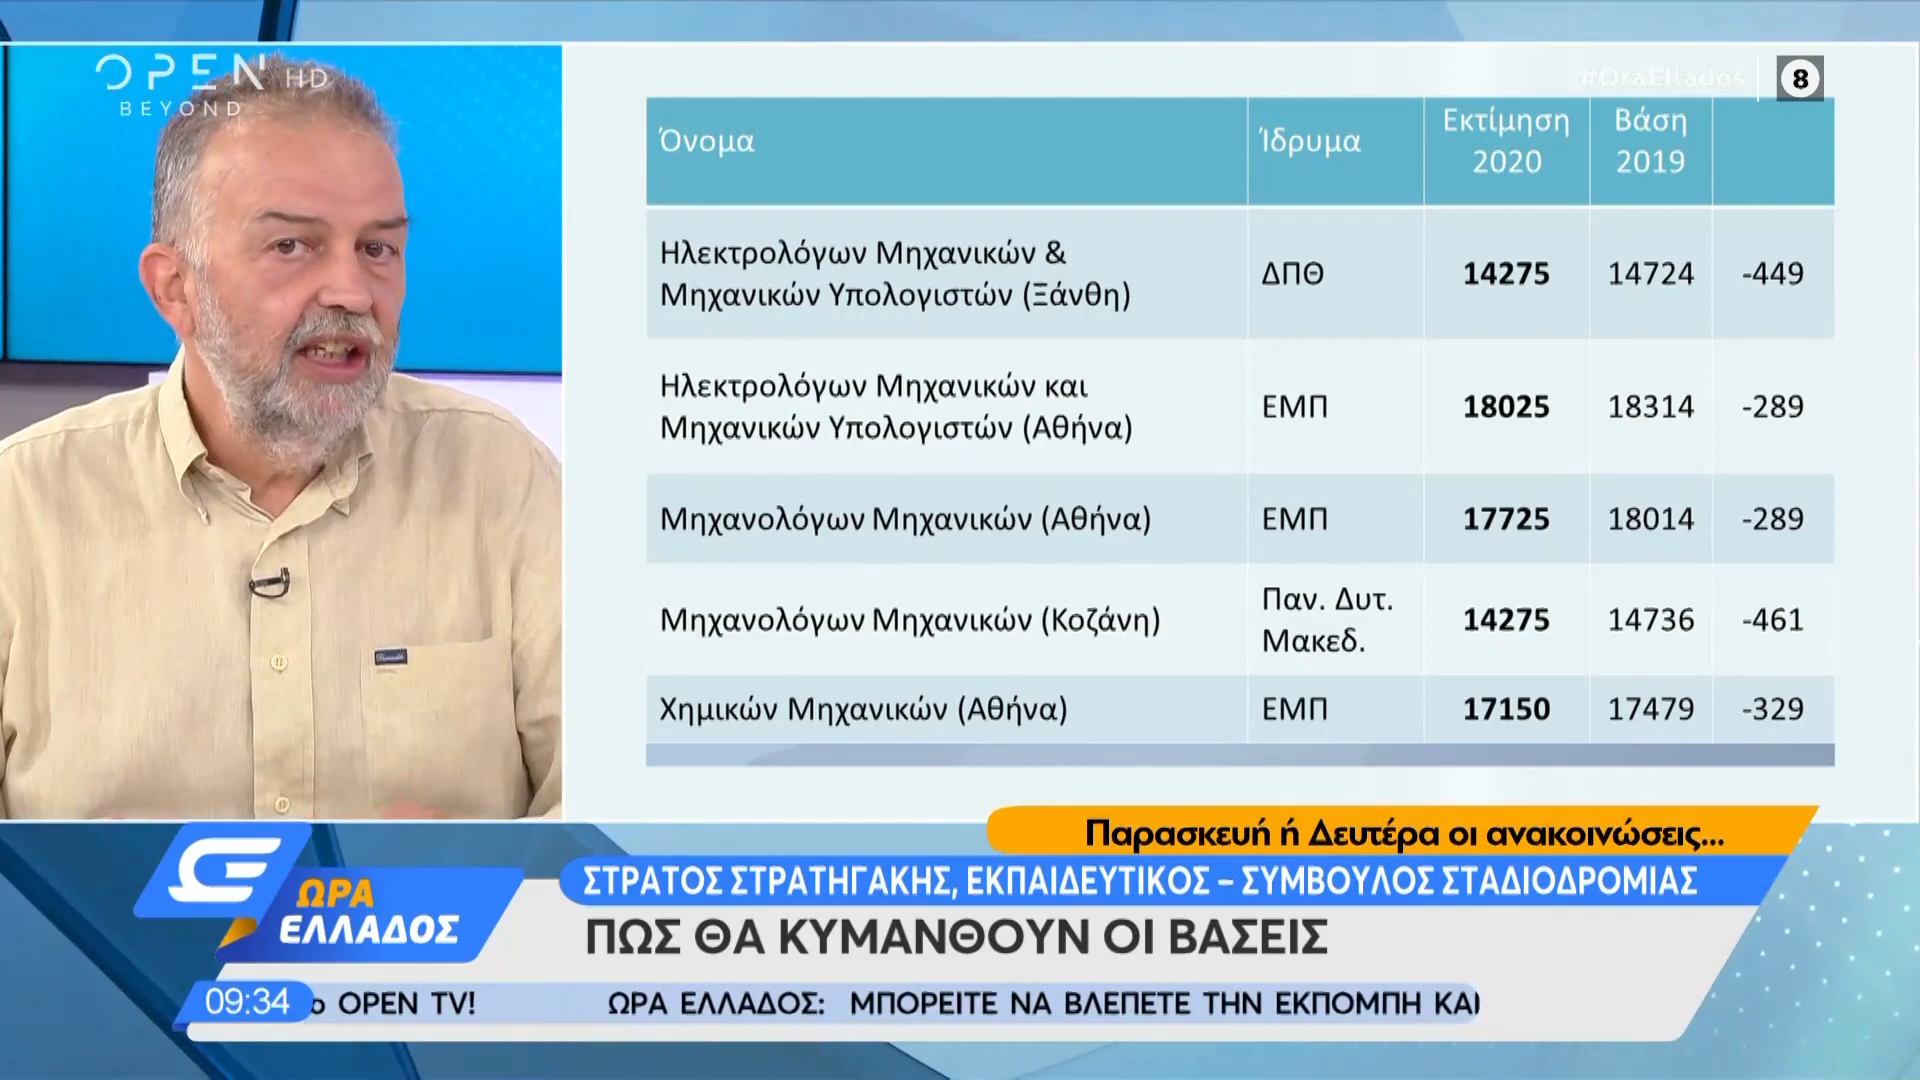 OPEN HD
BEYOND
#OraEllados
8
Όνομα
Ίδρυμα
Εκτίμηση
2020
Βάση
2019
Ηλεκτρολόγων Μηχανικών &
Μηχανικών Υπολογιστών (Ξάνθη)
ΔΠΘ
14275
14724
-449
Ηλεκτρολόγων Μηχανικών και
Μηχανικών Υπολογιστών (Αθήνα)
ΕΜΠ
18025
18314
-289
Μηχανολόγων Μηχανικών (Αθήνα)
ΕΜΠ
17725
18014
-289
Μηχανολόγων Μηχανικών (Κοζάνη)
Παν. Δυτ.
Μακεδ.
14275
14736
-461
Χημικών Μηχανικών (Αθήνα)
ΕΜΠ
17150
17479
-329
Παρασκευή ή Δευτέρα οι ανακοινώσεις...
ΣΤΡΑΤΟΣ ΣΤΡΑΤΗΓΑΚΗΣ, ΕΚΠΑΙΔΕΥΤΙΚΟΣ – ΣΥΜΒΟΥΛΟΣ ΣΤΑΔΙΟΔΡΟΜΙΑΣ
ΩΡΑ
ΕΛΛΑΔΟΣ
ΠΩΣ ΘΑ ΚΥΜΑΝΘΟΥΝ ΟΙ ΒΑΣΕΙΣ
09:34
ο OPEN TV! ΩΡΑ ΕΛΛΑΔΟΣ: ΜΠΟΡΕΙΤΕ ΝΑ ΒΛΕΠΕΤΕ ΤΗΝ ΕΚΠΟΜΠΗ ΚΑΙ